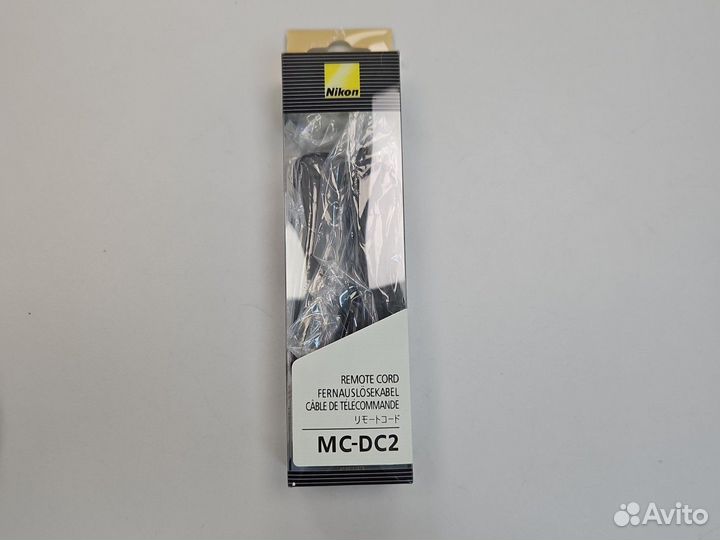 Nikon
REMOTE CORD
FERNAUSLÖSEKABEL
CÂBLE DE TÉLÉCOMMANDE
リモートコード
MC-DC2
Avito